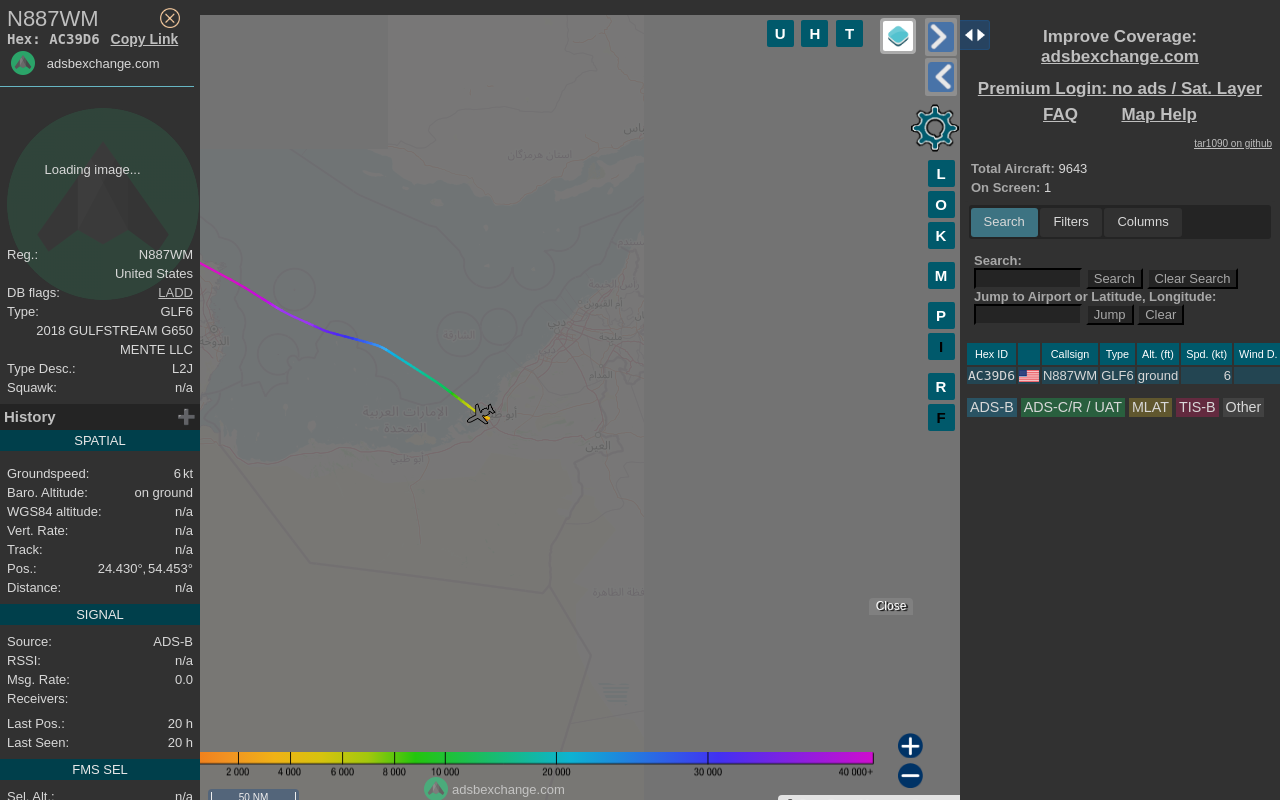 N887WM
Hex: AC39D6 Copy Link
adsbexchange.com
Loading image...
Reg.: N887WM
United States
DB flags: LADD
Type: GLF6
2018 GULFSTREAM G650
MENTE LLC
Type Desc.: L2J
Squawk: n/a
History
SPATIAL
Groundspeed: 6 kt
Baro. Altitude: on ground
WGS84 altitude: n/a
Vert. Rate: n/a
Track: n/a
Pos.: 24.430°, 54.453°
Distance: n/a
SIGNAL
Source: ADS-B
RSSI: n/a
Msg. Rate: 0.0
Receivers:
Last Pos.: 20 h
Last Seen: 20 h
FMS SEL
Sel. Alt.: n/a
U H T
L
O
K
M
P
I
R
F
استان هرمزگان
أم القيوين
دبي
الإمارات العربية
المتحدة
أبو ظبي
العين
Close
2 000 4 000 6 000 8 000 10 000 20 000 30 000 40 000+
adsbexchange.com
50 NM
Improve Coverage:
adsbexchange.com
Premium Login: no ads / Sat. Layer
FAQ Map Help
tar1090 on github
Total Aircraft: 9643
On Screen: 1
Search Filters Columns
Search:
Search Clear Search
Jump to Airport or Latitude, Longitude:
Jump Clear
Hex ID Callsign Type Alt. (ft) Spd. (kt) Wind D.
AC39D6 N887WM GLF6 ground 6
ADS-B ADS-C/R / UAT MLAT TIS-B Other